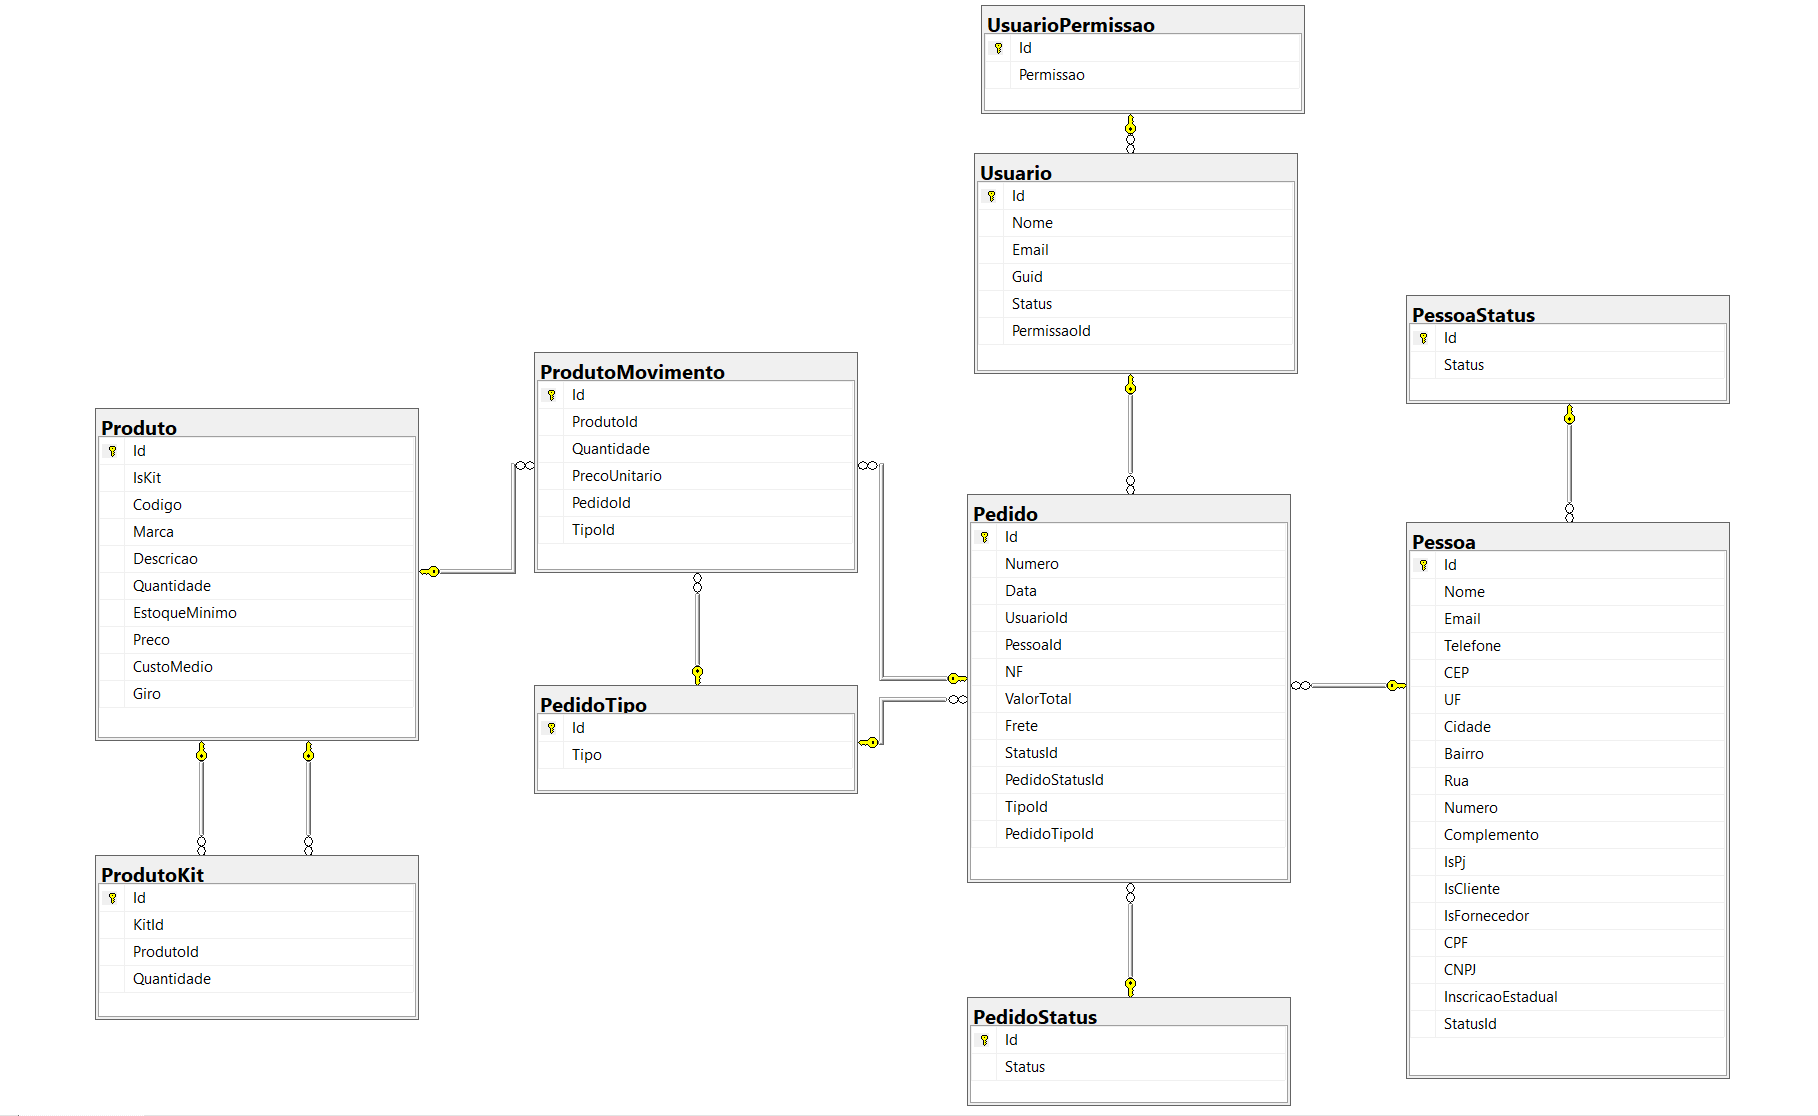 UsuarioPermissao
Id
Permissao
Usuario
Id
Nome
Email
Guid
Status
PermissaoId
PessoaStatus
Id
Status
ProdutoMovimento
Id
ProdutoId
Quantidade
PrecoUnitario
PedidoId
TipoId
Produto
Id
IsKit
Codigo
Marca
Descricao
Quantidade
EstoqueMinimo
Preco
CustoMedio
Giro
Pedido
Id
Numero
Data
UsuarioId
PessoaId
NF
ValorTotal
Frete
StatusId
PedidoStatusId
TipoId
PedidoTipoId
Pessoa
Id
Nome
Email
Telefone
CEP
UF
Cidade
Bairro
Rua
Numero
Complemento
IsPj
IsCliente
IsFornecedor
CPF
CNPJ
InscricaoEstadual
StatusId
PedidoTipo
Id
Tipo
ProdutoKit
Id
KitId
ProdutoId
Quantidade
PedidoStatus
Id
Status